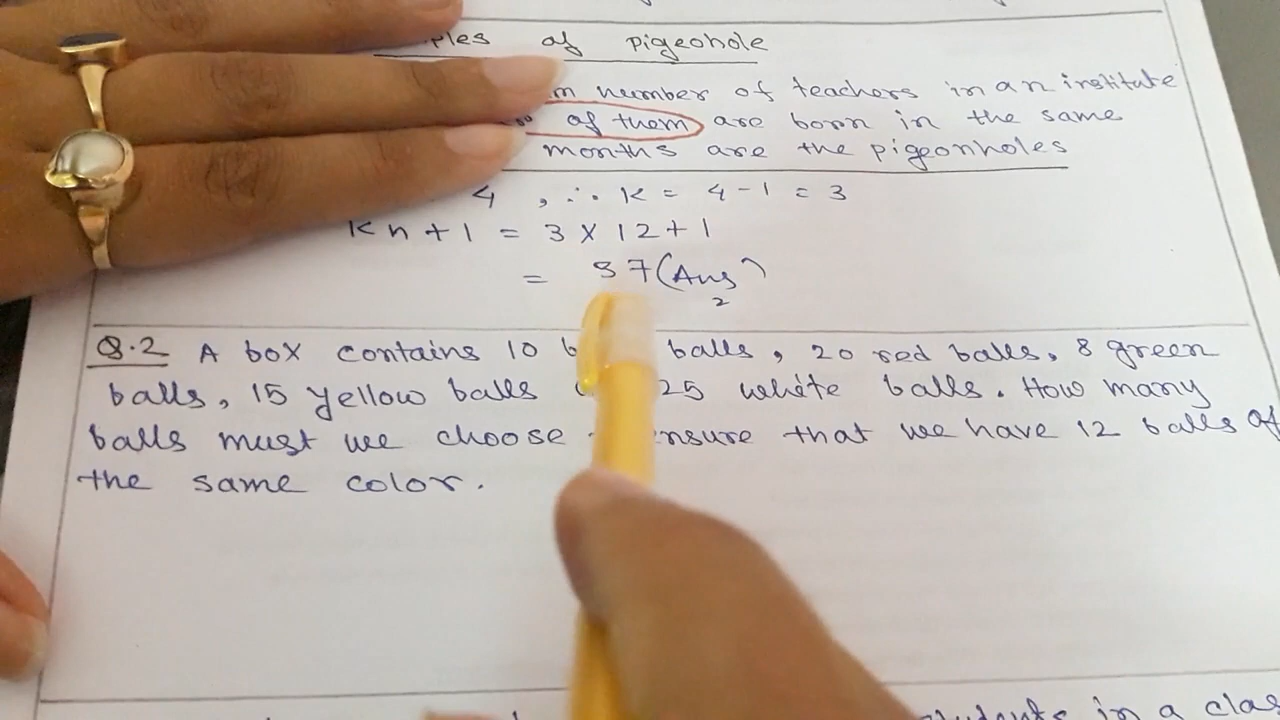 of pigeohole
number of teachers in an institute
of them are born in the same
months are the pigeonholes
4 , ∴ K = 4 - 1 = 3
Kn + 1 = 3 X 12 + 1
= 37 (Ans)
Q.2 A box contains 10 balls, 20 red balls, 8 green
balls, 15 yellow balls 25 white balls. How many
balls must we choose that we have 12 balls of
the same color.
in a